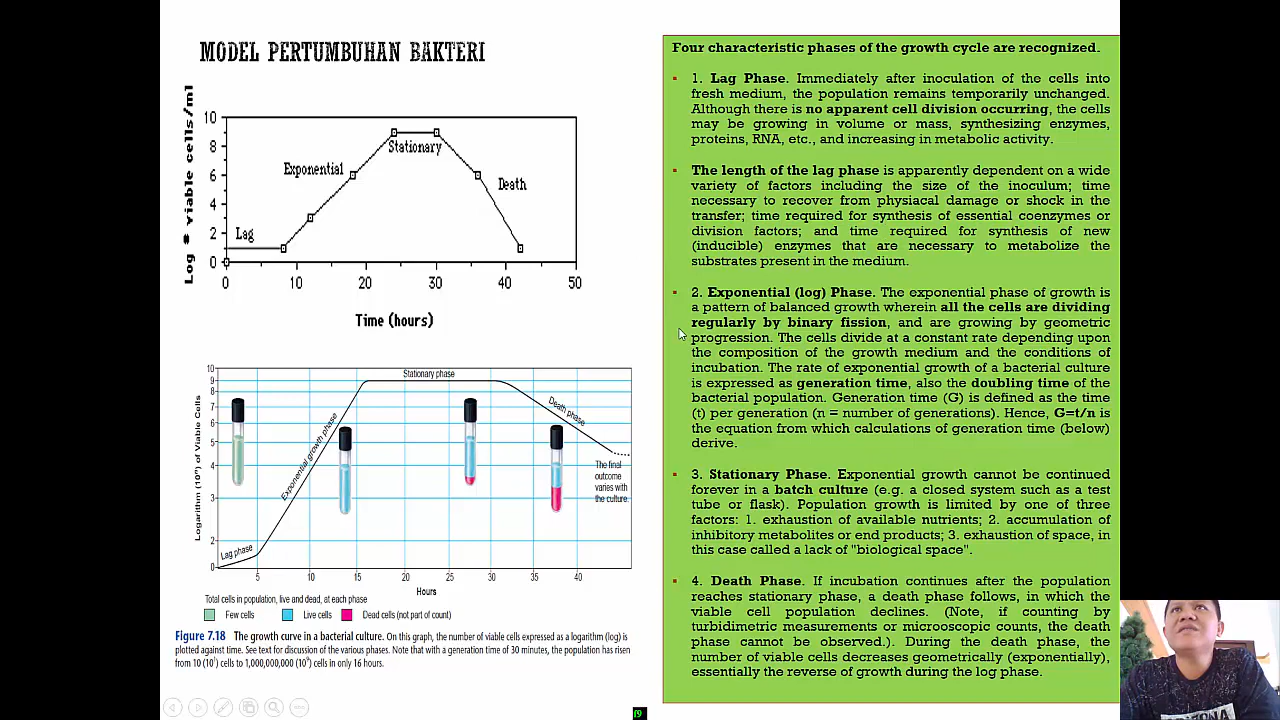 MODEL PERTUMBUHAN BAKTERI
Log # viable cells/ml
10
8
6
4
2
0
Lag
Exponential
Stationary
Death
0 10 20 30 40 50
Time (hours)
Logarithm (10ⁿ) of Viable Cells
10
9
8
7
6
5
4
3
2
0
Lag phase
Exponential growth phase
Stationary phase
Death phase
The final
outcome
varies with
the culture.
5 10 15 20 25 30 35 40
Hours
Total cells in population, live and dead, at each phase
Few cells Live cells Dead cells (not part of count)
Figure 7.18 The growth curve in a bacterial culture. On this graph, the number of viable cells expressed as a logarithm (log) is
plotted against time. See text for discussion of the various phases. Note that with a generation time of 30 minutes, the population has risen
from 10 (10¹) cells to 1,000,000,000 (10⁹) cells in only 16 hours.
Four characteristic phases of the growth cycle are recognized.
1. Lag Phase. Immediately after inoculation of the cells into
fresh medium, the population remains temporarily unchanged.
Although there is no apparent cell division occurring, the cells
may be growing in volume or mass, synthesizing enzymes,
proteins, RNA, etc., and increasing in metabolic activity.
The length of the lag phase is apparently dependent on a wide
variety of factors including the size of the inoculum; time
necessary to recover from physiacal damage or shock in the
transfer; time required for synthesis of essential coenzymes or
division factors; and time required for synthesis of new
(inducible) enzymes that are necessary to metabolize the
substrates present in the medium.
2. Exponential (log) Phase. The exponential phase of growth is
a pattern of balanced growth wherein all the cells are dividing
regularly by binary fission, and are growing by geometric
progression. The cells divide at a constant rate depending upon
the composition of the growth medium and the conditions of
incubation. The rate of exponential growth of a bacterial culture
is expressed as generation time, also the doubling time of the
bacterial population. Generation time (G) is defined as the time
(t) per generation (n = number of generations). Hence, G=t/n is
the equation from which calculations of generation time (below)
derive.
3. Stationary Phase. Exponential growth cannot be continued
forever in a batch culture (e.g. a closed system such as a test
tube or flask). Population growth is limited by one of three
factors: 1. exhaustion of available nutrients; 2. accumulation of
inhibitory metabolites or end products; 3. exhaustion of space, in
this case called a lack of "biological space".
4. Death Phase. If incubation continues after the population
reaches stationary phase, a death phase follows, in which the
viable cell population declines. (Note, if counting by
turbidimetric measurements or microoscopic counts, the death
phase cannot be observed.). During the death phase, the
number of viable cells decreases geometrically (exponentially),
essentially the reverse of growth during the log phase.
f9